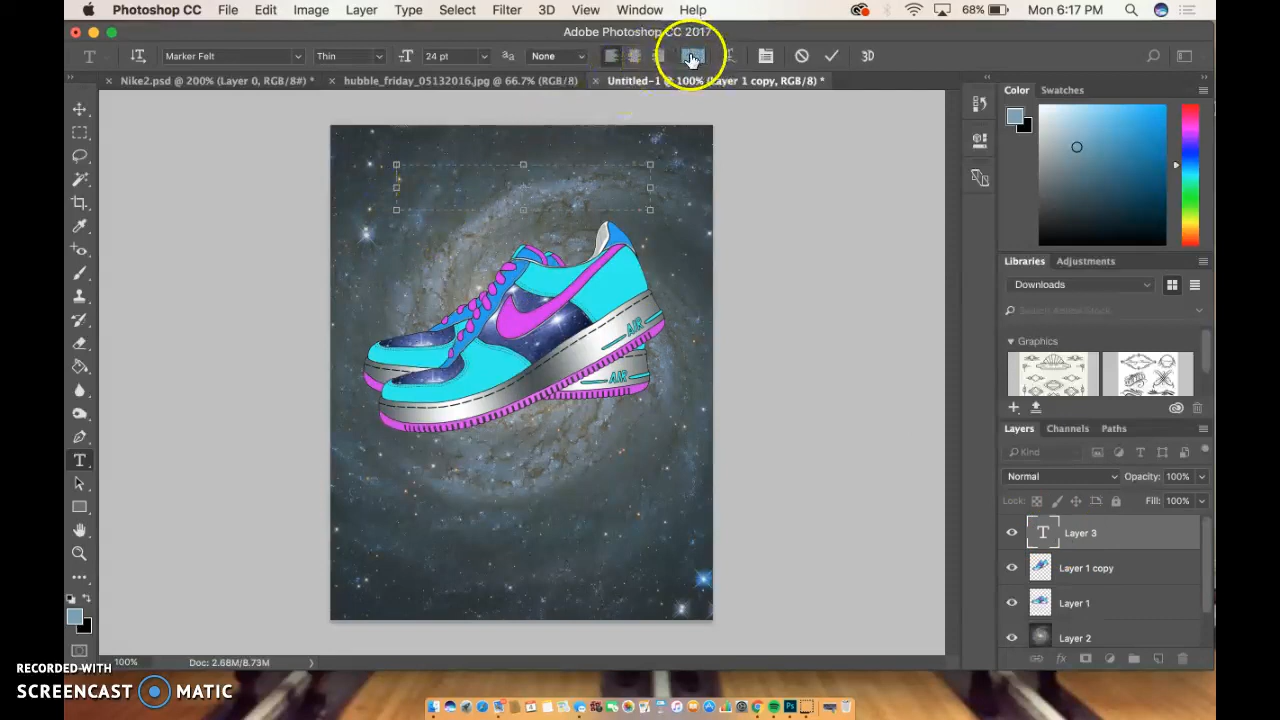 Photoshop CC File Edit Image Layer Type Select Filter 3D View Window Help 68% Mon 6:17 PM
Adobe Photoshop CC 2017
T Marker Felt Thin 24 pt None 3D
Nike2.psd @ 200% (Layer 0, RGB/8#) * hubble_friday_05132016.jpg @ 66.7% (RGB/8) Untitled-1 @ 100% (Layer 1 copy, RGB/8) *
Color Swatches
Libraries Adjustments
Downloads
Search Adobe Stock
Graphics
AIR
AIR
Layers Channels Paths
Kind
Normal Opacity: 100%
Lock: Fill: 100%
T Layer 3
Layer 1 copy
Layer 1
Layer 2
100% Doc: 2.68M/8.73M
RECORDED WITH
SCREENCAST MATIC